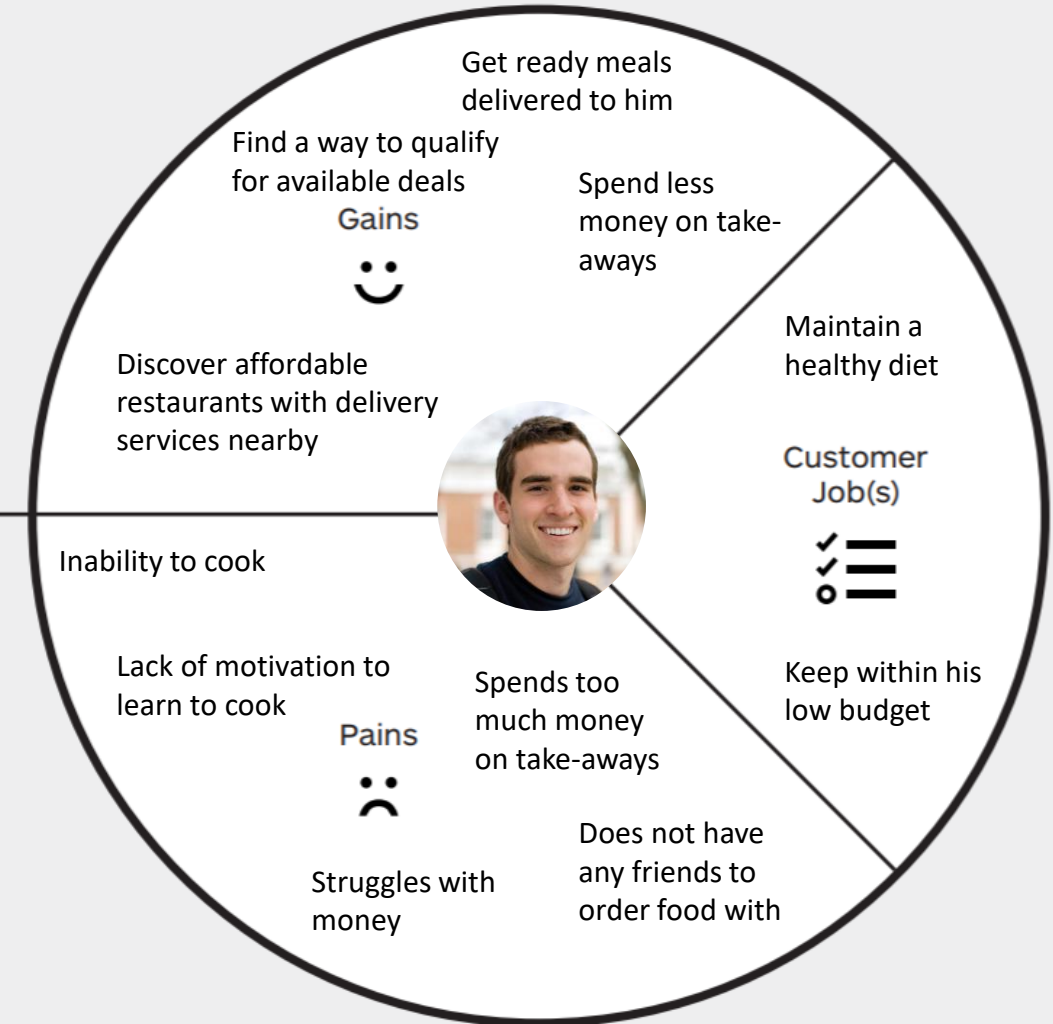 Get ready meals
delivered to him
Find a way to qualify
for available deals
Gains
Spend less
money on take-
aways
Discover affordable
restaurants with delivery
services nearby
Maintain a
healthy diet
Customer
Job(s)
Keep within his
low budget
Inability to cook
Lack of motivation to
learn to cook
Pains
Spends too
much money
on take-aways
Struggles with
money
Does not have
any friends to
order food with